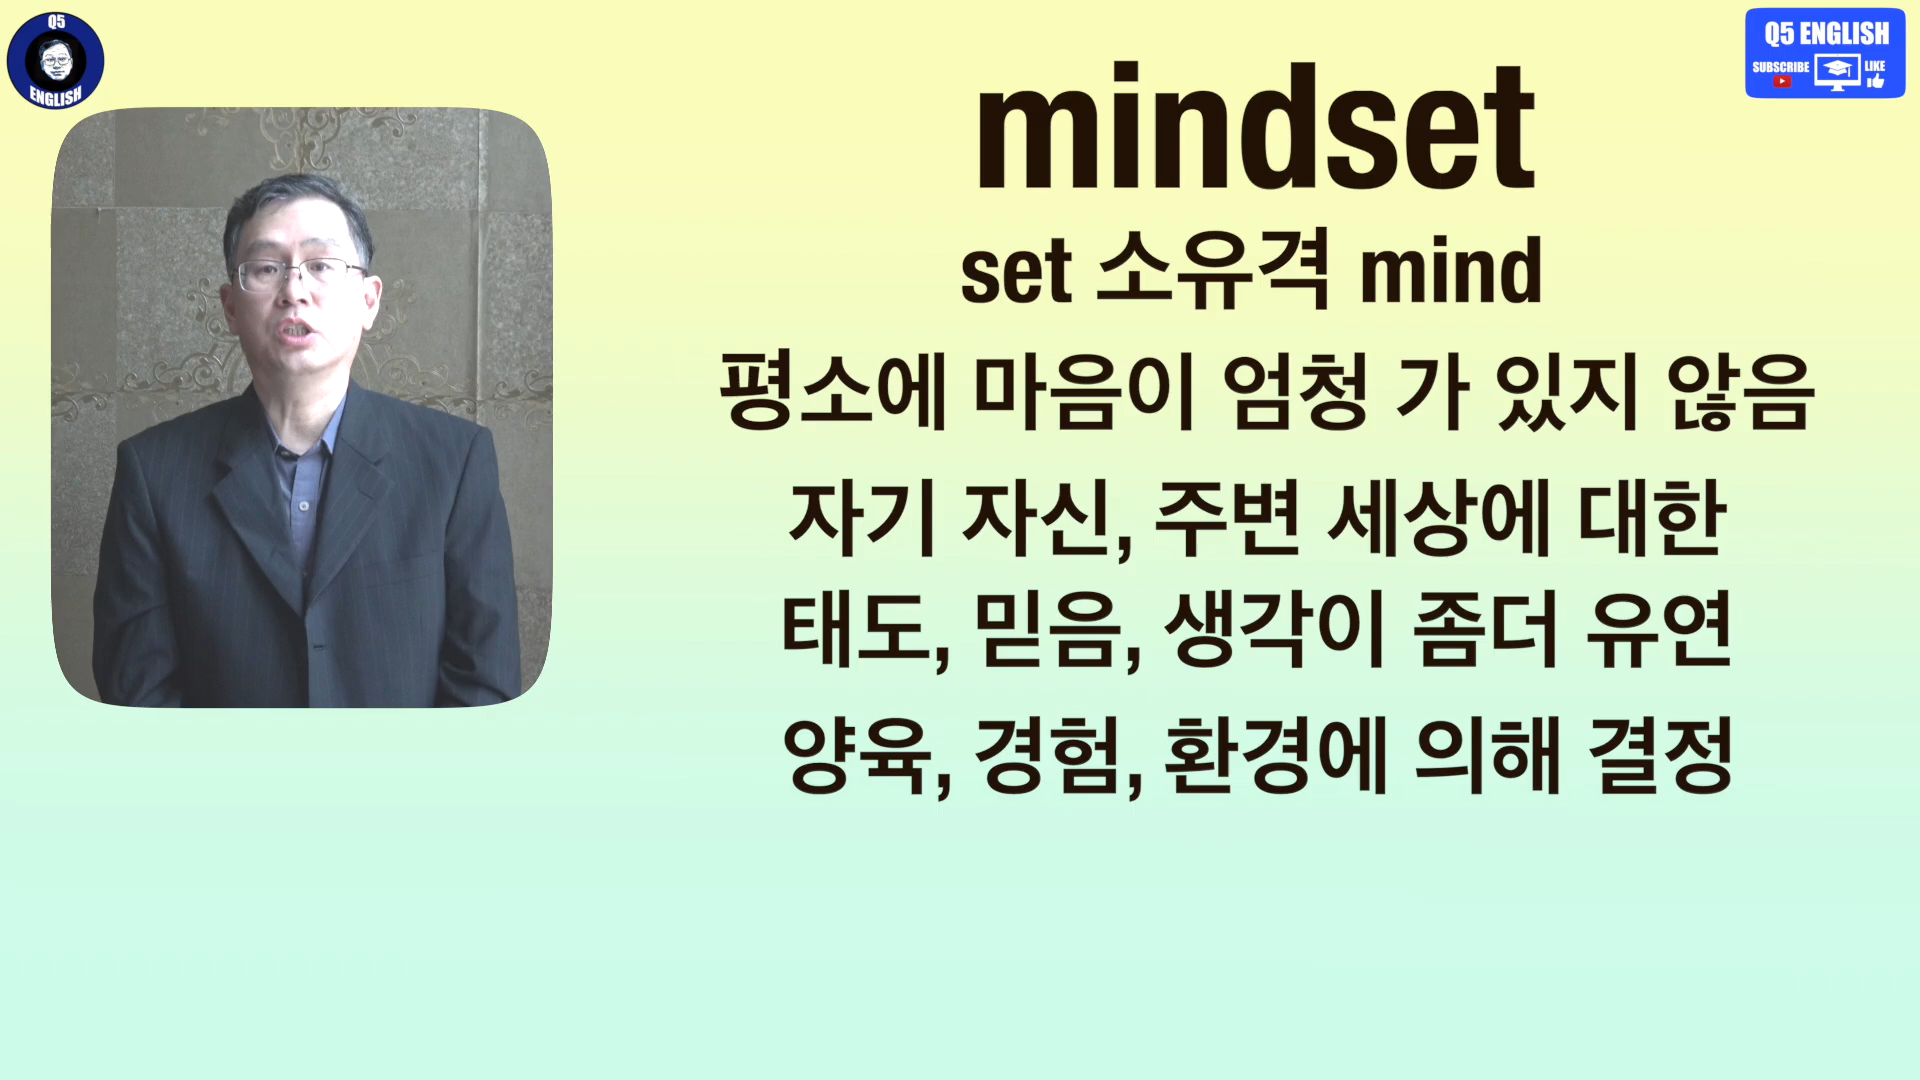 Q5
ENGLISH
Q5 ENGLISH
SUBSCRIBE
LIKE
mindset
set 소유격 mind
평소에 마음이 엄청 가 있지 않음
자기 자신, 주변 세상에 대한
태도, 믿음, 생각이 좀더 유연
양육, 경험, 환경에 의해 결정